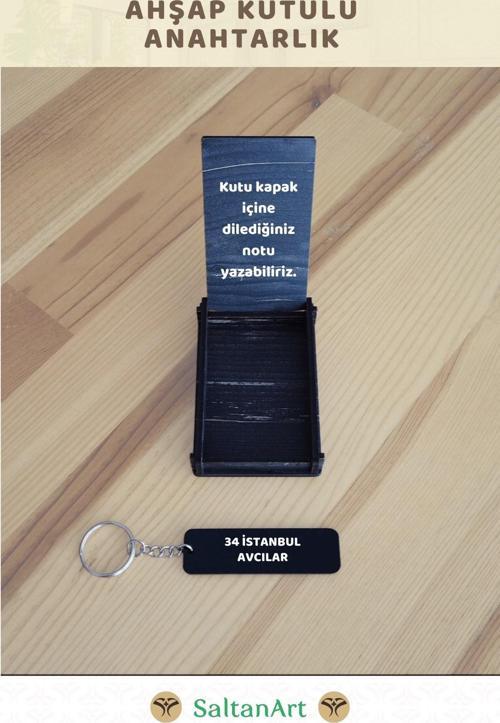 AHŞAP KUTULU
ANAHTARLIK
Kutu kapak
içine
dilediğiniz
notu
yazabiliriz.
34 İSTANBUL
AVCILAR
SaltanArt